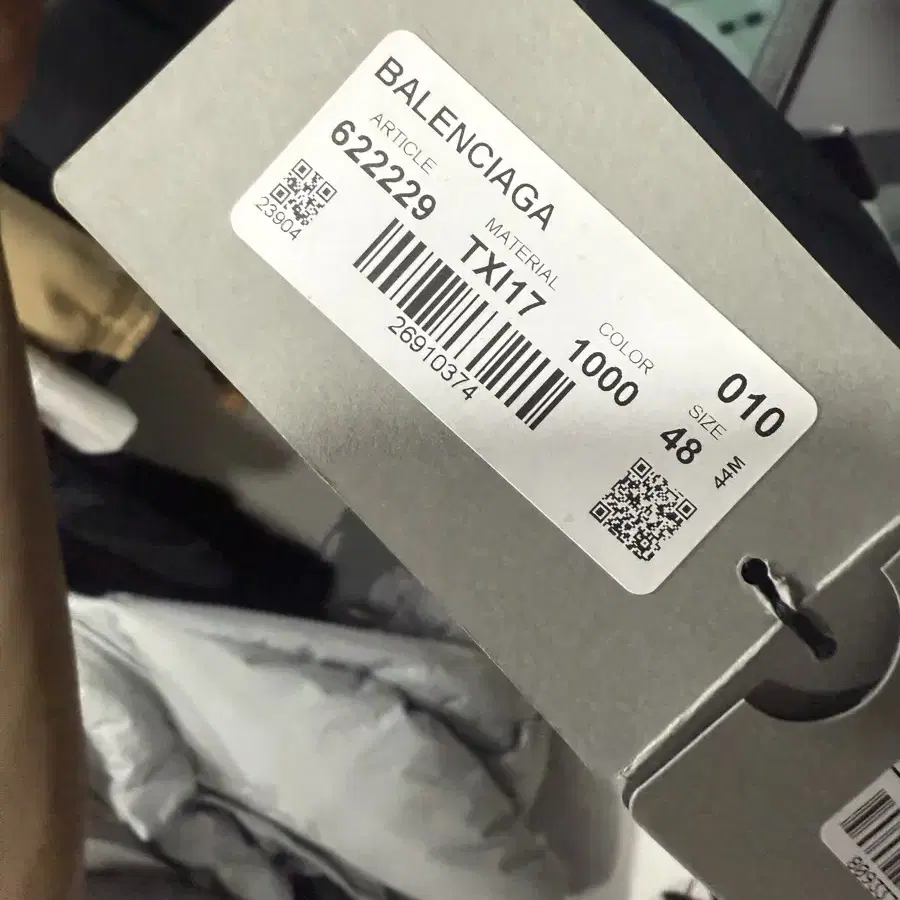 BALENCIAGA
ARTICLE
622229
MATERIAL
TXI17
COLOR
1000
010
SIZE
48
44M
23904
26910374